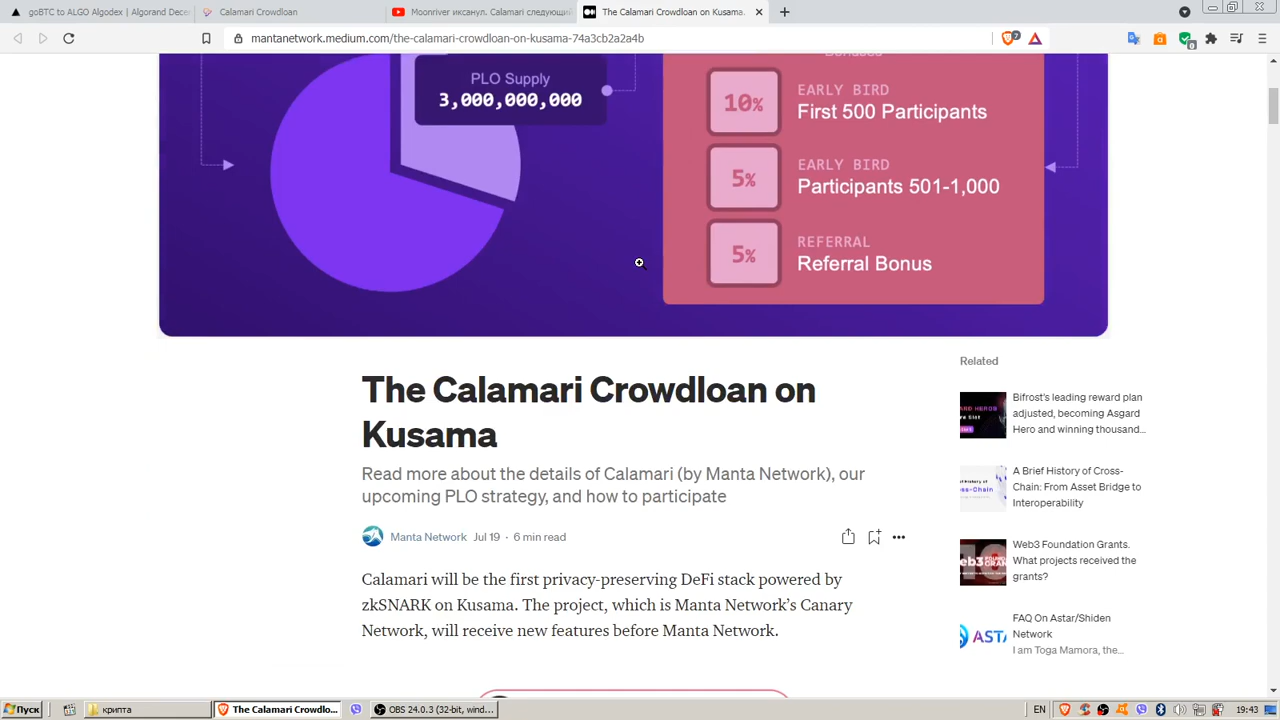 goBTC to ALGO Algodex | Algorand Dece
Calamari Crowdloan
Mooniriver иксанул. Calamari следующий
The Calamari Crowdloan on Kusama.
mantanetwork.medium.com/the-calamari-crowdloan-on-kusama-74a3cb2a2a4b
7
Bonuses
PLO Supply
3,000,000,000
10%
EARLY BIRD
First 500 Participants
5%
EARLY BIRD
Participants 501-1,000
5%
REFERRAL
Referral Bonus
The Calamari Crowdloan on
Kusama
Read more about the details of Calamari (by Manta Network), our
upcoming PLO strategy, and how to participate
Manta Network Jul 19 · 6 min read
Calamari will be the first privacy-preserving DeFi stack powered by
zkSNARK on Kusama. The project, which is Manta Network’s Canary
Network, will receive new features before Manta Network.
Related
Bifrost’s leading reward plan
adjusted, becoming Asgard
Hero and winning thousand...
A Brief History of Cross-
Chain: From Asset Bridge to
Interoperability
Web3 Foundation Grants.
What projects received the
grants?
FAQ On Astar/Shiden
Network
I am Toga Mamora, the...
Пуск
крипта
The Calamari Crowdlo...
OBS 24.0.3 (32-bit, wind...
EN
19:43